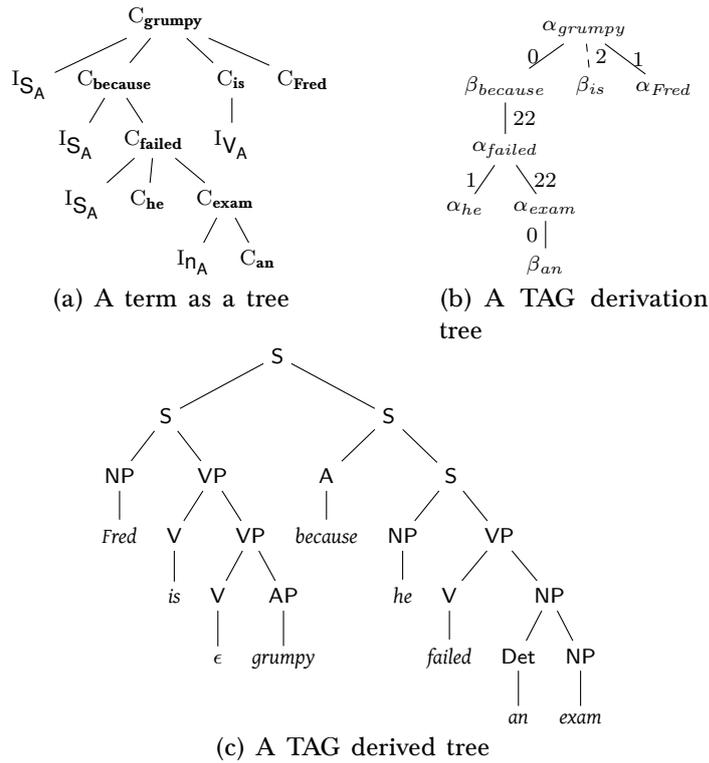 C_grumpy
I_S_A C_because C_is C_Fred
I_S_A C_failed I_V_A
I_S_A C_he C_exam
I_n_A C_an
(a) A term as a tree
α_grumpy
0 2 1
β_because β_is α_Fred
22
α_failed
1 22
α_he α_exam
0
β_an
(b) A TAG derivation
tree
S
S S
NP VP A S
Fred V VP because NP VP
is V AP he V NP
ϵ grumpy failed Det NP
an exam
(c) A TAG derived tree